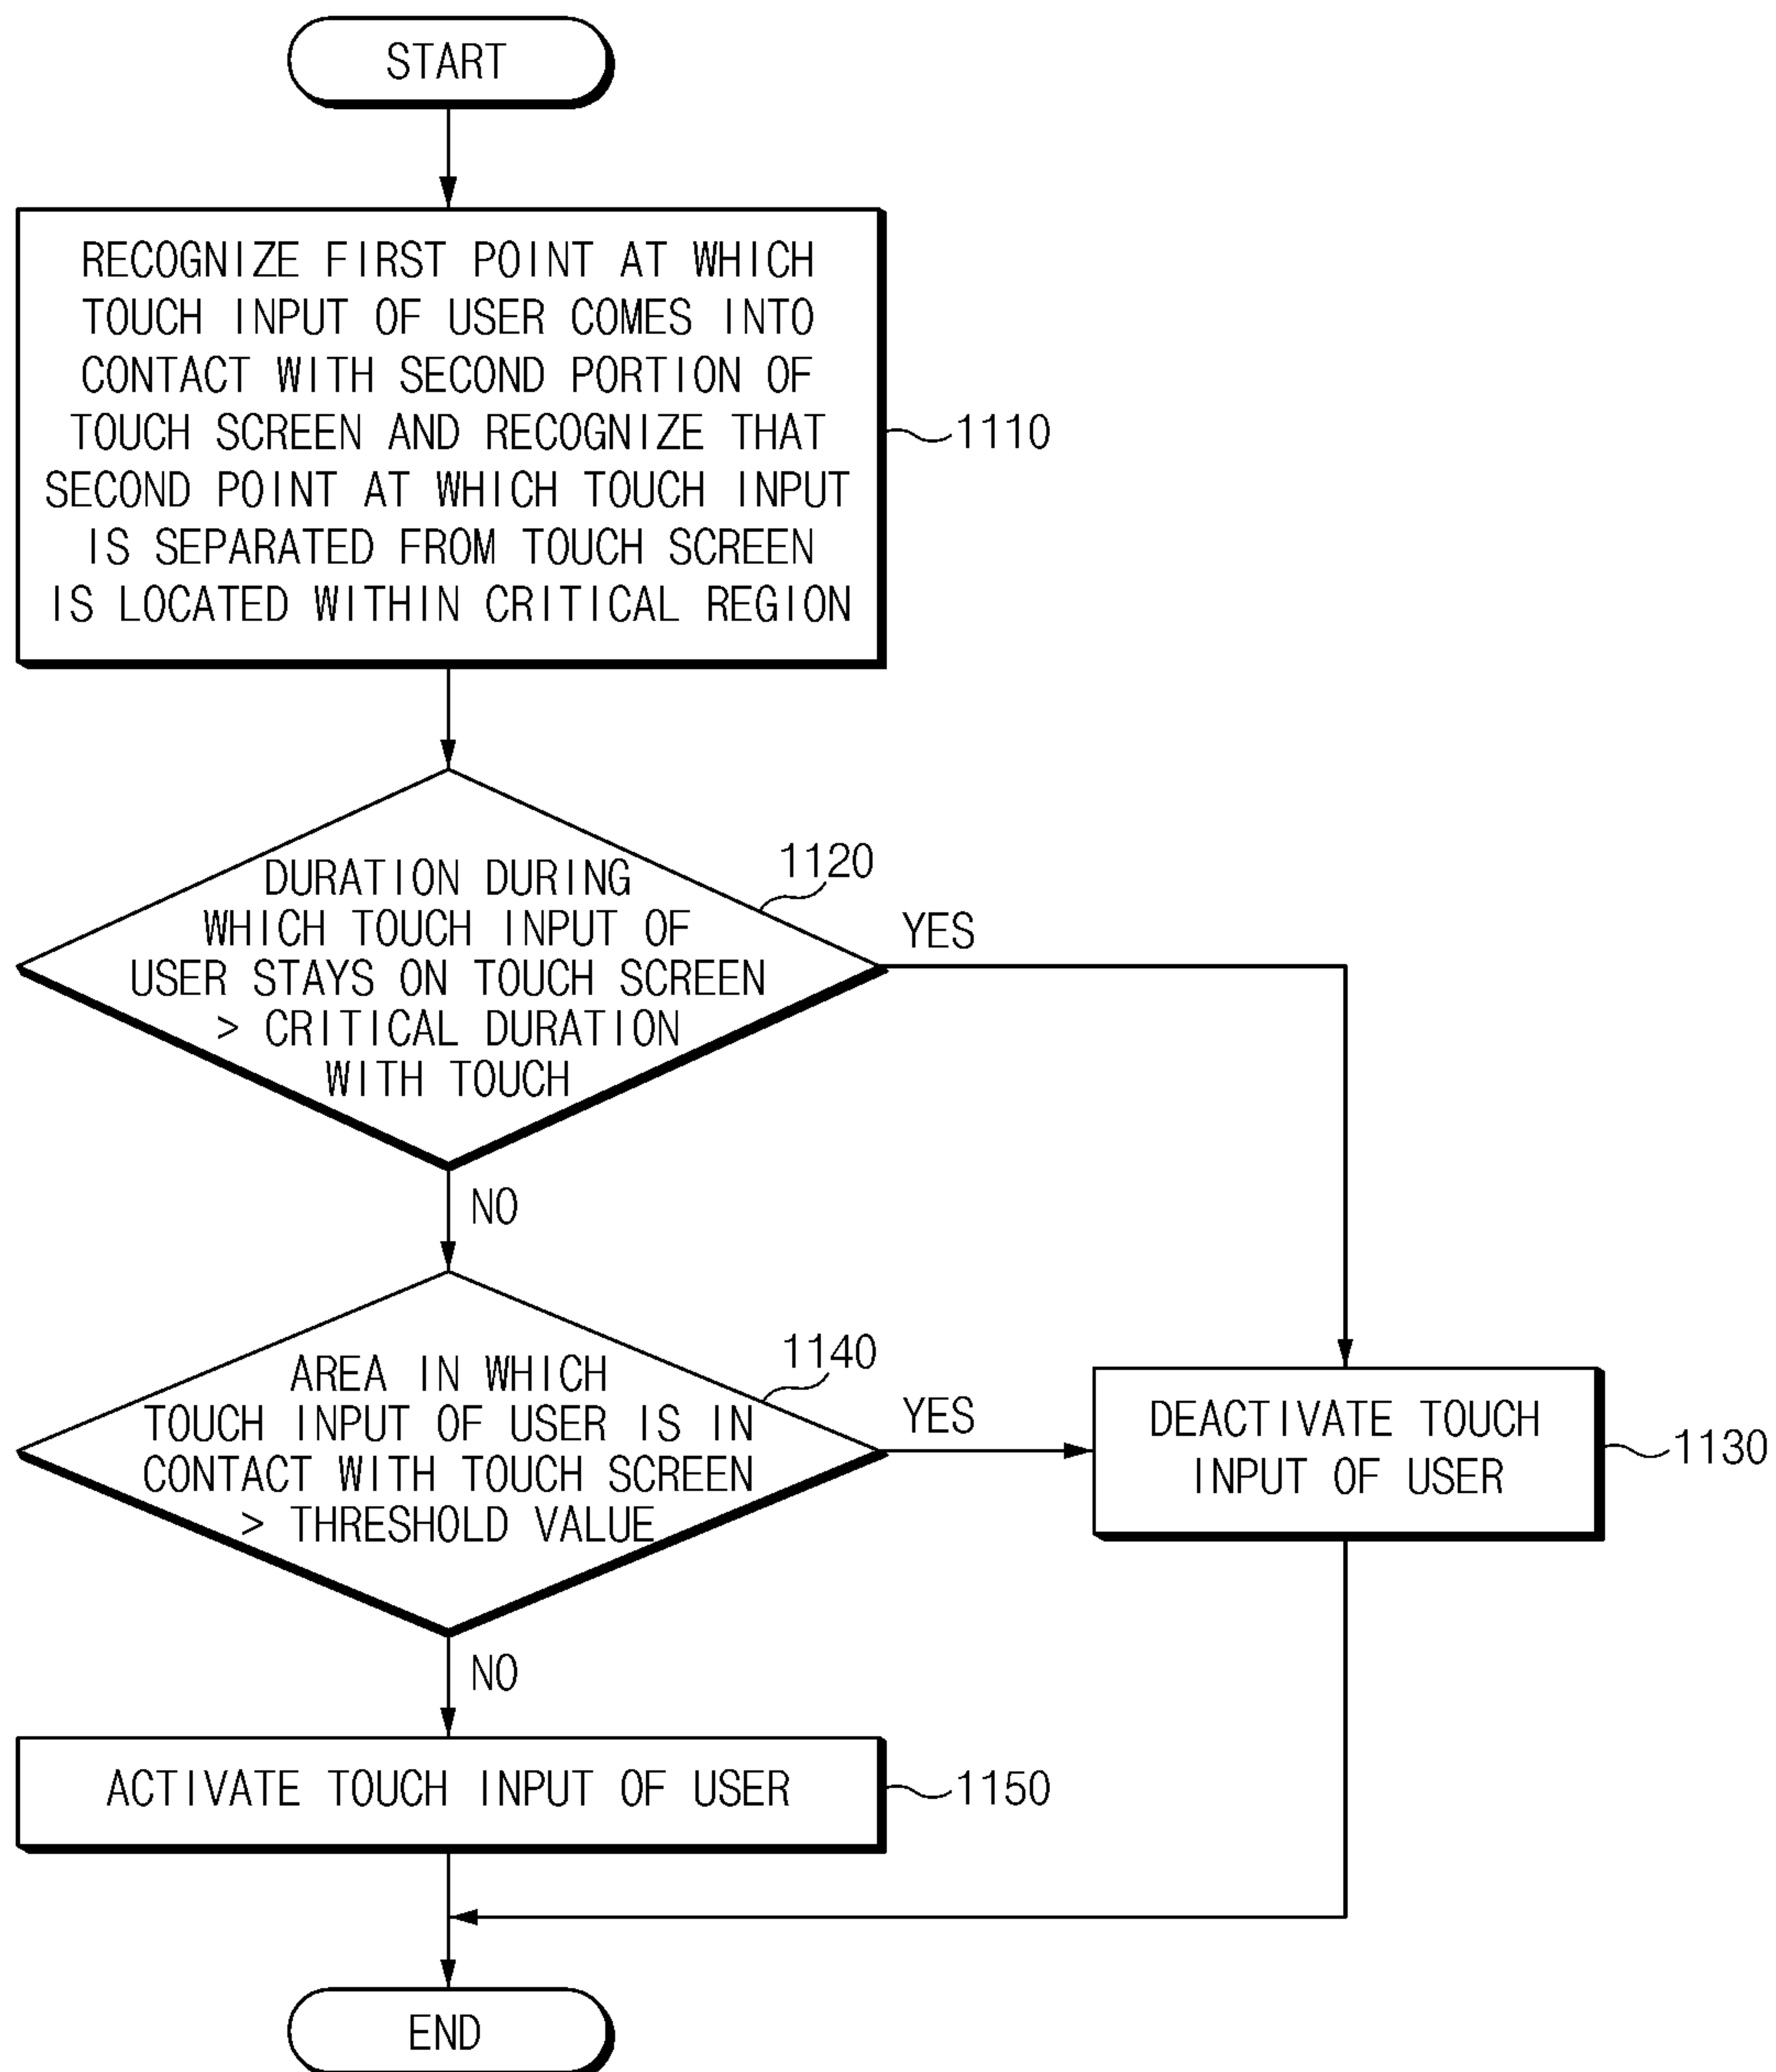 START
RECOGNIZE FIRST POINT AT WHICH
TOUCH INPUT OF USER COMES INTO
CONTACT WITH SECOND PORTION OF
TOUCH SCREEN AND RECOGNIZE THAT
SECOND POINT AT WHICH TOUCH INPUT
IS SEPARATED FROM TOUCH SCREEN
IS LOCATED WITHIN CRITICAL REGION
1110
DURATION DURING
WHICH TOUCH INPUT OF
USER STAYS ON TOUCH SCREEN
> CRITICAL DURATION
WITH TOUCH
1120
YES
NO
AREA IN WHICH
TOUCH INPUT OF USER IS IN
CONTACT WITH TOUCH SCREEN
> THRESHOLD VALUE
1140
YES
DEACTIVATE TOUCH
INPUT OF USER
1130
NO
ACTIVATE TOUCH INPUT OF USER
1150
END